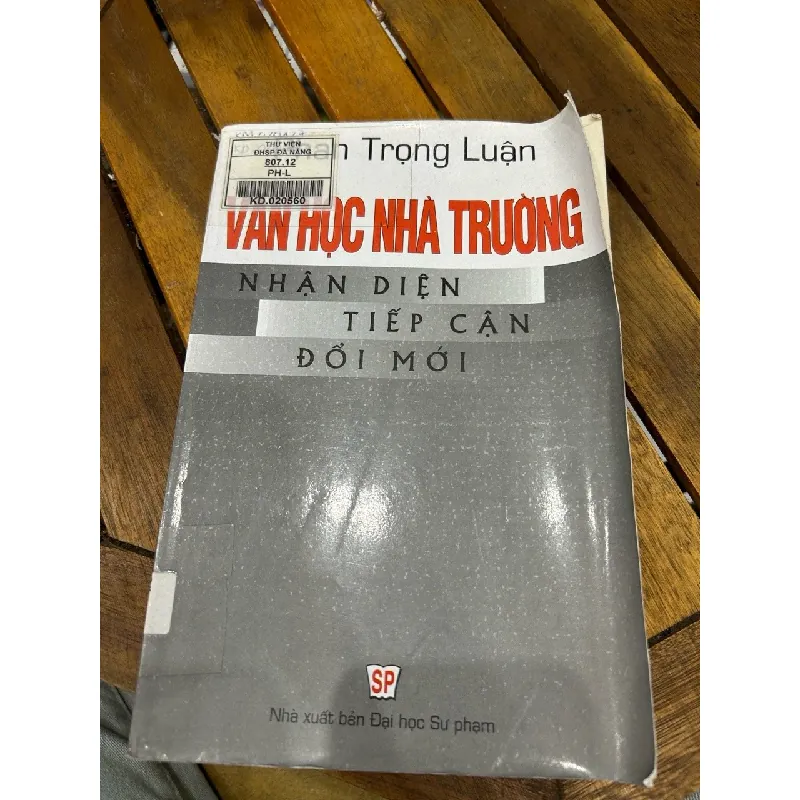 THƯ VIỆN
ĐHSP ĐÀ NẴNG
807.12
PH-L
KD.020560
Trọng Luận
VĂN HỌC NHÀ TRƯỜNG
NHẬN DIỆN
TIẾP CẬN
ĐỔI MỚI
SP
Nhà xuất bản Đại học Sư phạm